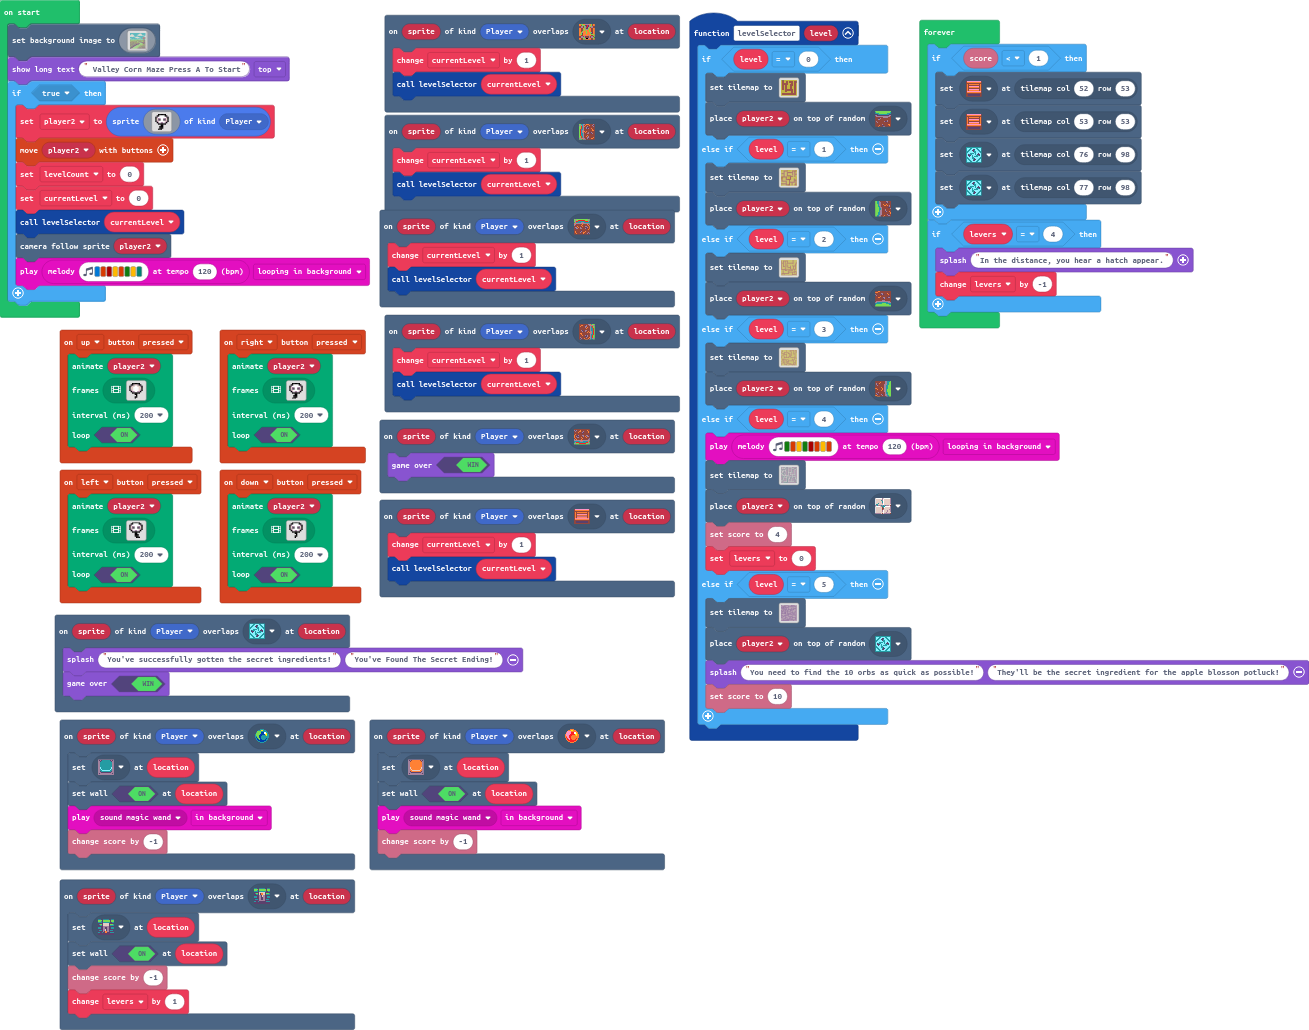 on start
set background image to
show long text " Valley Corn Maze Press A To Start " top
if true then
set player2 to sprite of kind Player
move player2 with buttons
set levelCount to 0
set currentLevel to 0
call levelSelector currentLevel
camera follow sprite player2
play melody at tempo 120 (bpm) looping in background
on up button pressed
animate player2
frames
interval (ms) 200
loop ON
on right button pressed
animate player2
frames
interval (ms) 200
loop ON
on left button pressed
animate player2
frames
interval (ms) 200
loop ON
on down button pressed
animate player2
frames
interval (ms) 200
loop ON
on sprite of kind Player overlaps at location
change currentLevel by 1
call levelSelector currentLevel
on sprite of kind Player overlaps at location
change currentLevel by 1
call levelSelector currentLevel
on sprite of kind Player overlaps at location
change currentLevel by 1
call levelSelector currentLevel
on sprite of kind Player overlaps at location
change currentLevel by 1
call levelSelector currentLevel
on sprite of kind Player overlaps at location
game over WIN
on sprite of kind Player overlaps at location
change currentLevel by 1
call levelSelector currentLevel
on sprite of kind Player overlaps at location
splash "You've successfully gotten the secret ingredients!" "You've Found The Secret Ending!"
game over WIN
on sprite of kind Player overlaps at location
set at location
set wall ON at location
play sound magic wand in background
change score by -1
on sprite of kind Player overlaps at location
set at location
set wall ON at location
play sound magic wand in background
change score by -1
on sprite of kind Player overlaps at location
set at location
set wall ON at location
change score by -1
change levers by 1
function levelSelector level
if level = 0 then
set tilemap to
place player2 on top of random
else if level = 1 then
set tilemap to
place player2 on top of random
else if level = 2 then
set tilemap to
place player2 on top of random
else if level = 3 then
set tilemap to
place player2 on top of random
else if level = 4 then
play melody at tempo 120 (bpm) looping in background
set tilemap to
place player2 on top of random
set score to 4
set levers to 0
else if level = 5 then
set tilemap to
place player2 on top of random
splash "You need to find the 10 orbs as quick as possible!" "They'll be the secret ingredient for the apple blossom potluck!"
set score to 10
forever
if score < 1 then
set at tilemap col 52 row 53
set at tilemap col 53 row 53
set at tilemap col 76 row 98
set at tilemap col 77 row 98
if levers = 4 then
splash "In the distance, you hear a hatch appear."
change levers by -1